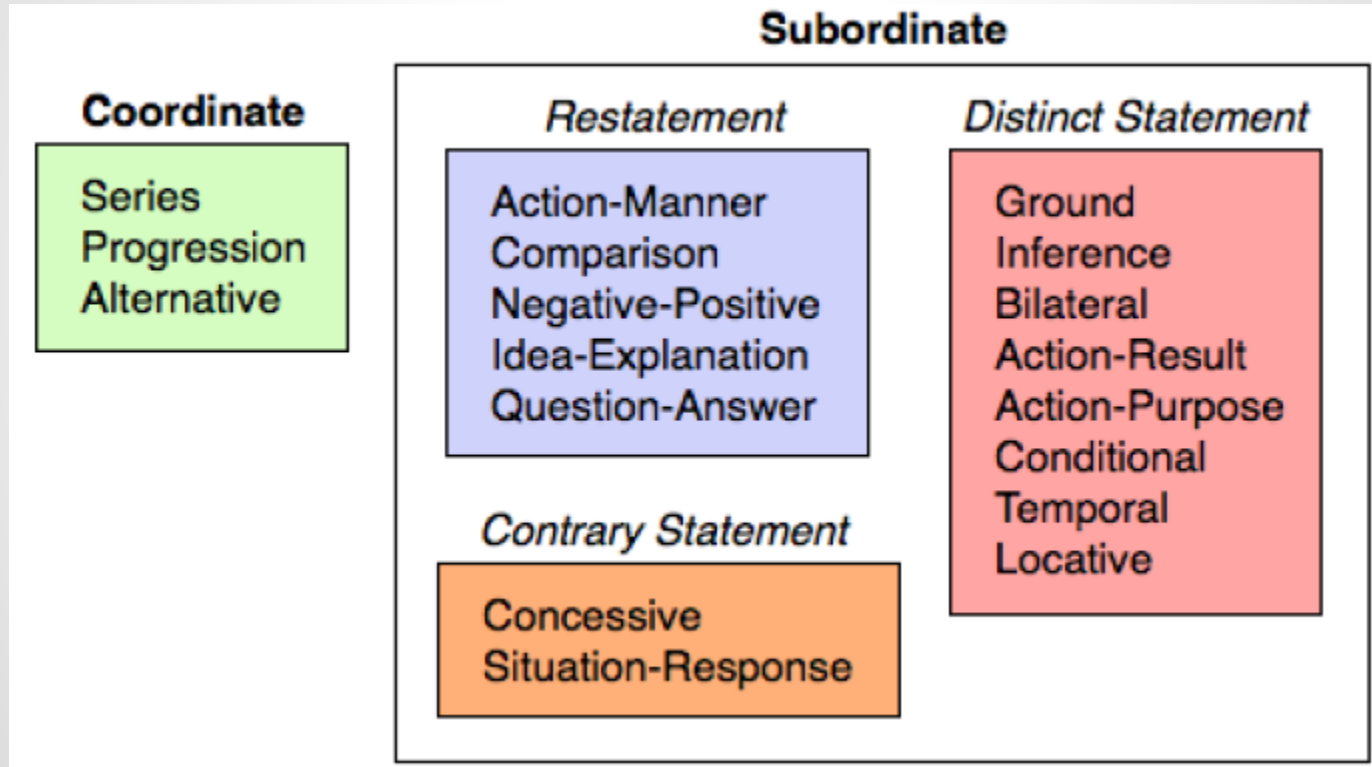 Subordinate
Coordinate
Series
Progression
Alternative
Restatement
Action-Manner
Comparison
Negative-Positive
Idea-Explanation
Question-Answer
Contrary Statement
Concessive
Situation-Response
Distinct Statement
Ground
Inference
Bilateral
Action-Result
Action-Purpose
Conditional
Temporal
Locative